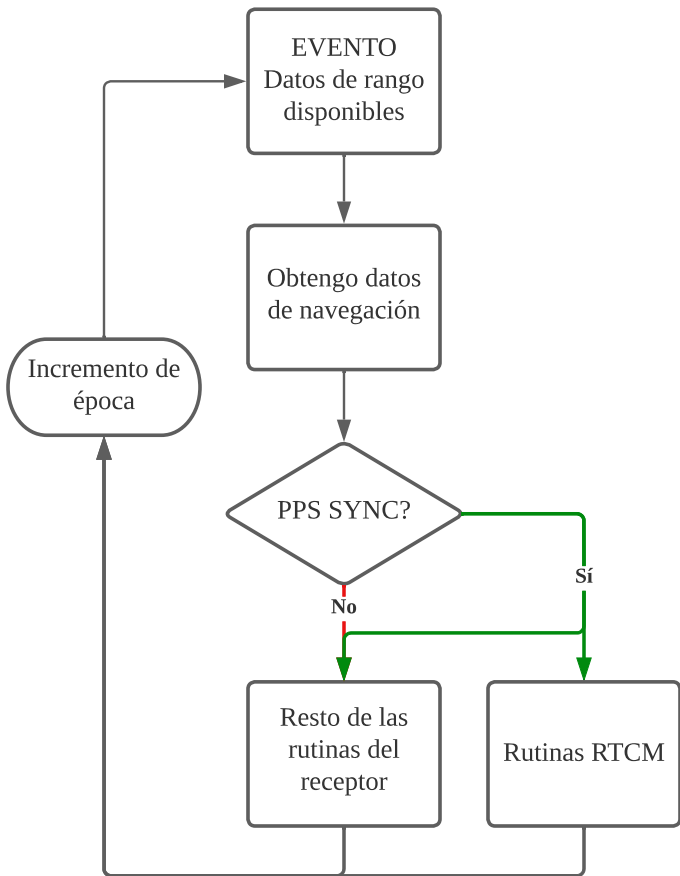 EVENTO
Datos de rango
disponibles
Obtengo datos
de navegación
Incremento de
época
PPS SYNC?
Sí
No
Resto de las
rutinas del
receptor
Rutinas RTCM